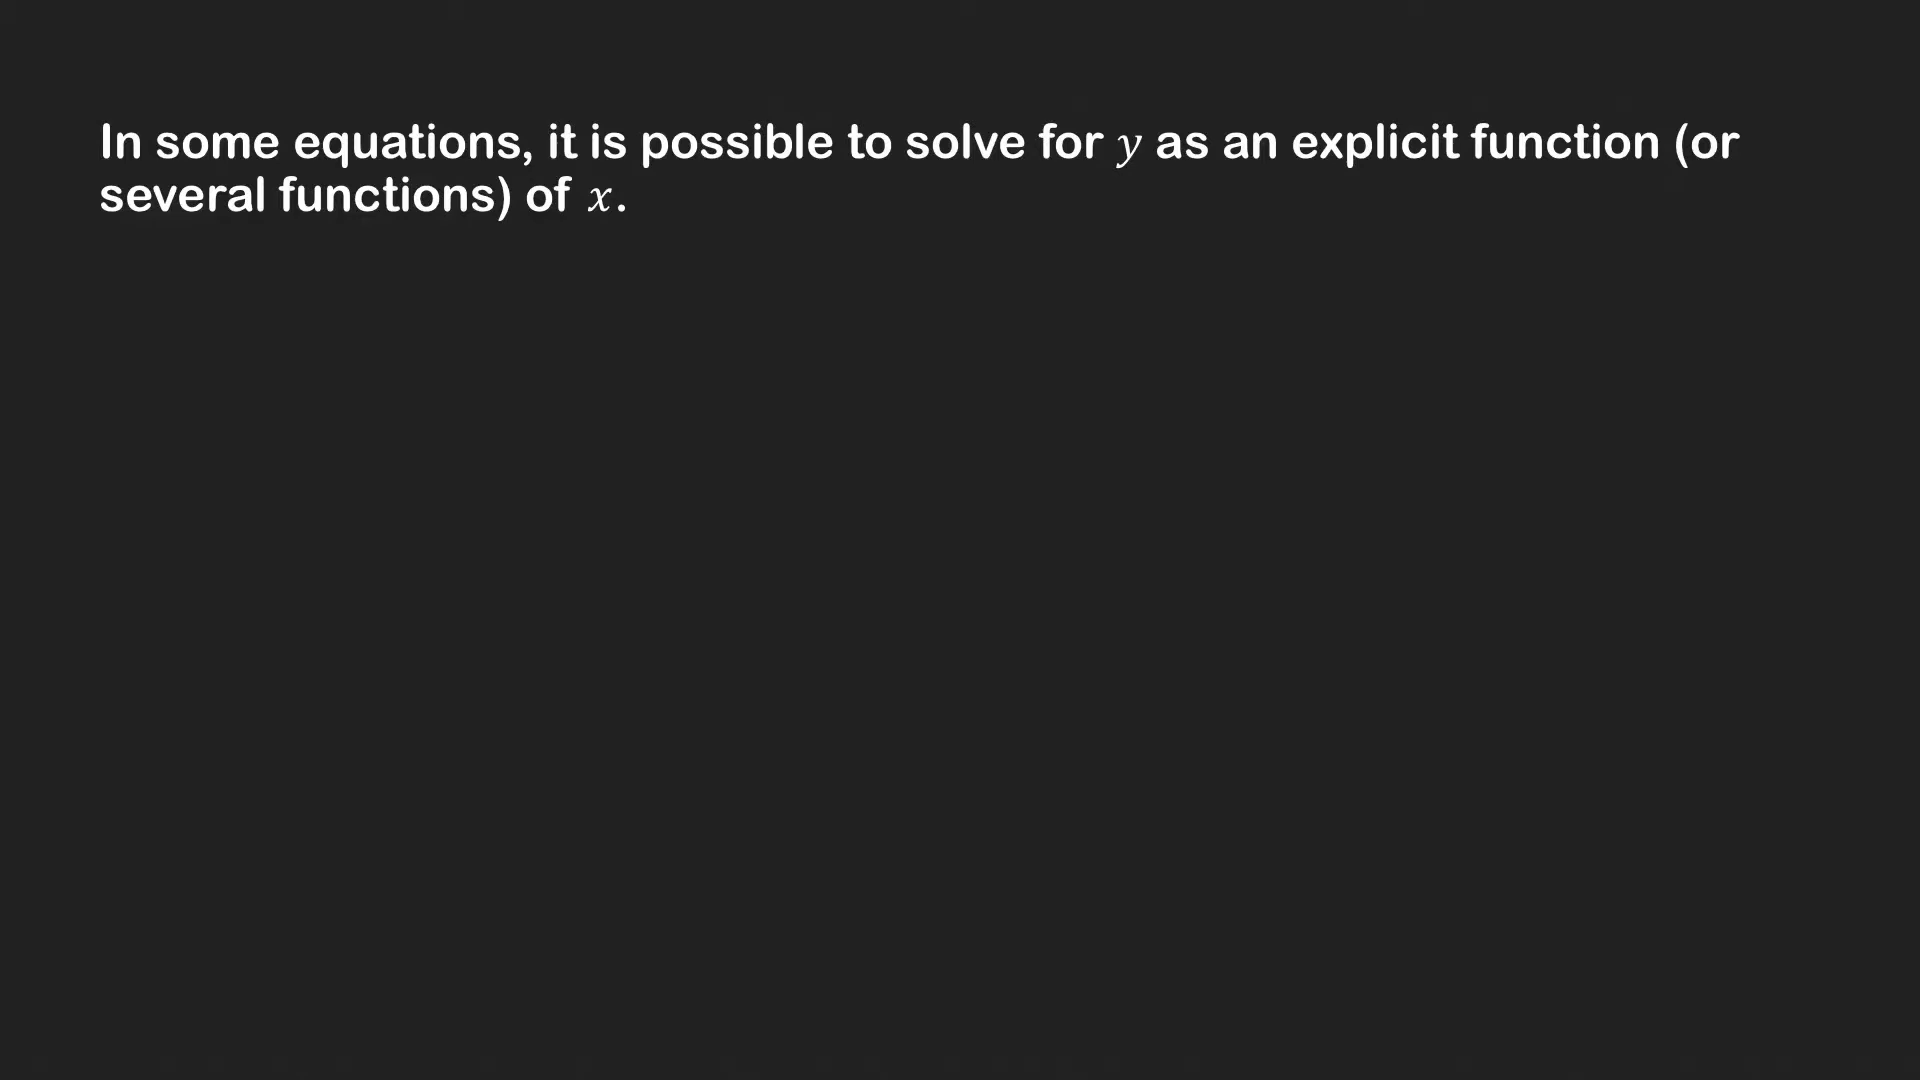 In some equations, it is possible to solve for y as an explicit function (or
several functions) of x.